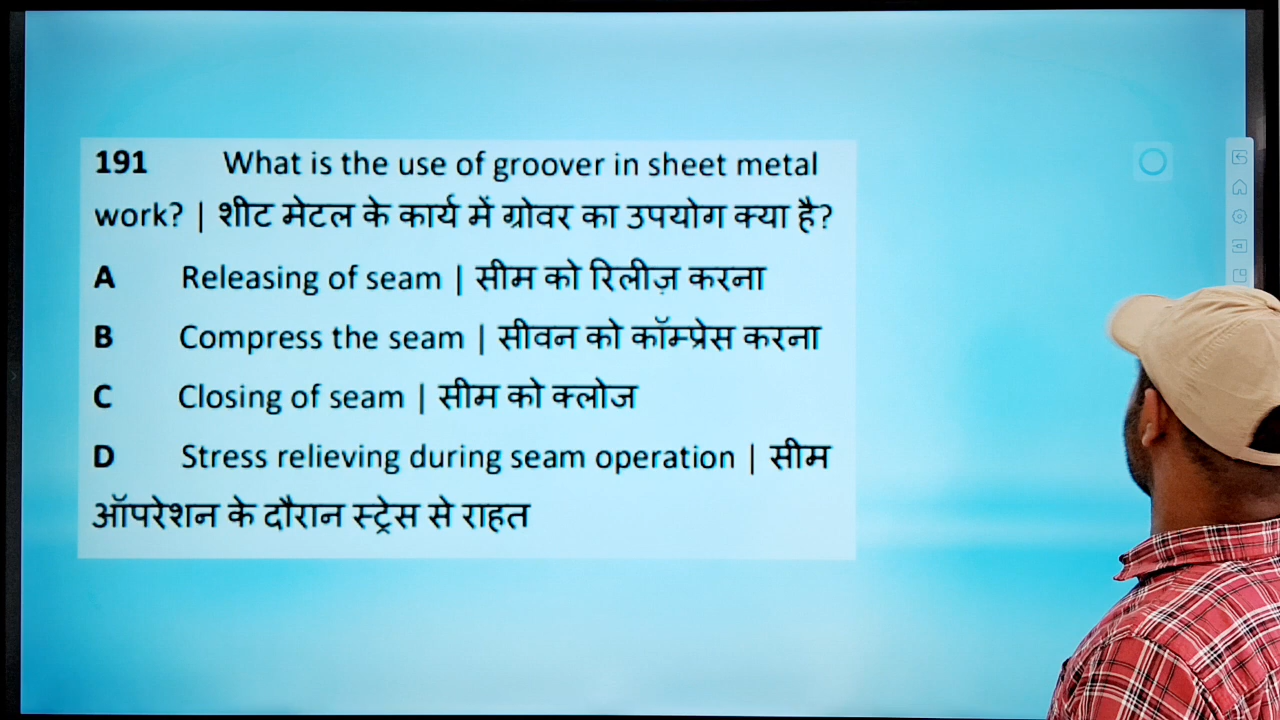 191 What is the use of groover in sheet metal
work? | शीट मेटल के कार्य में ग्रोवर का उपयोग क्या है?
A Releasing of seam | सीम को रिलीज़ करना
B Compress the seam | सीवन को कॉम्प्रेस करना
C Closing of seam | सीम को क्लोज
D Stress relieving during seam operation | सीम
ऑपरेशन के दौरान स्ट्रेस से राहत